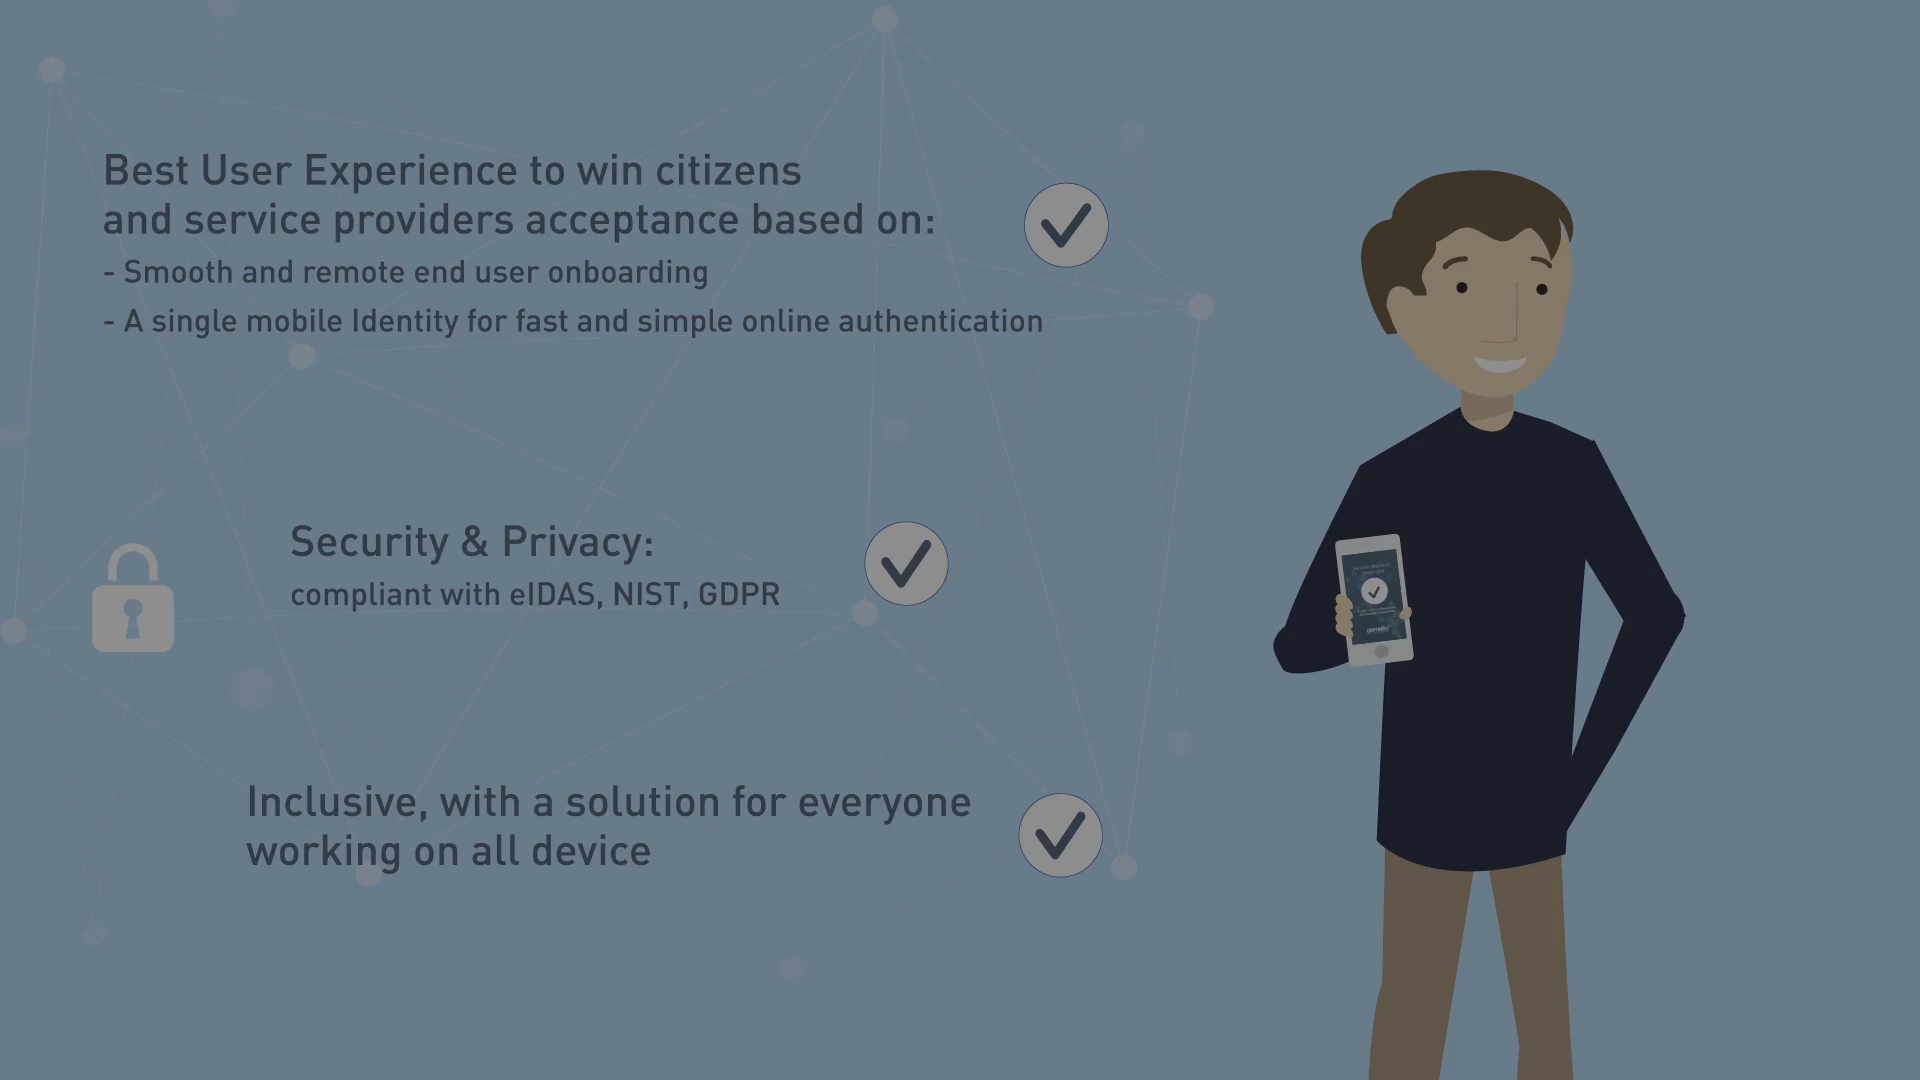 Best User Experience to win citizens
and service providers acceptance based on:
- Smooth and remote end user onboarding
- A single mobile Identity for fast and simple online authentication
Security & Privacy:
compliant with eIDAS, NIST, GDPR
Inclusive, with a solution for everyone
working on all device
gemalto